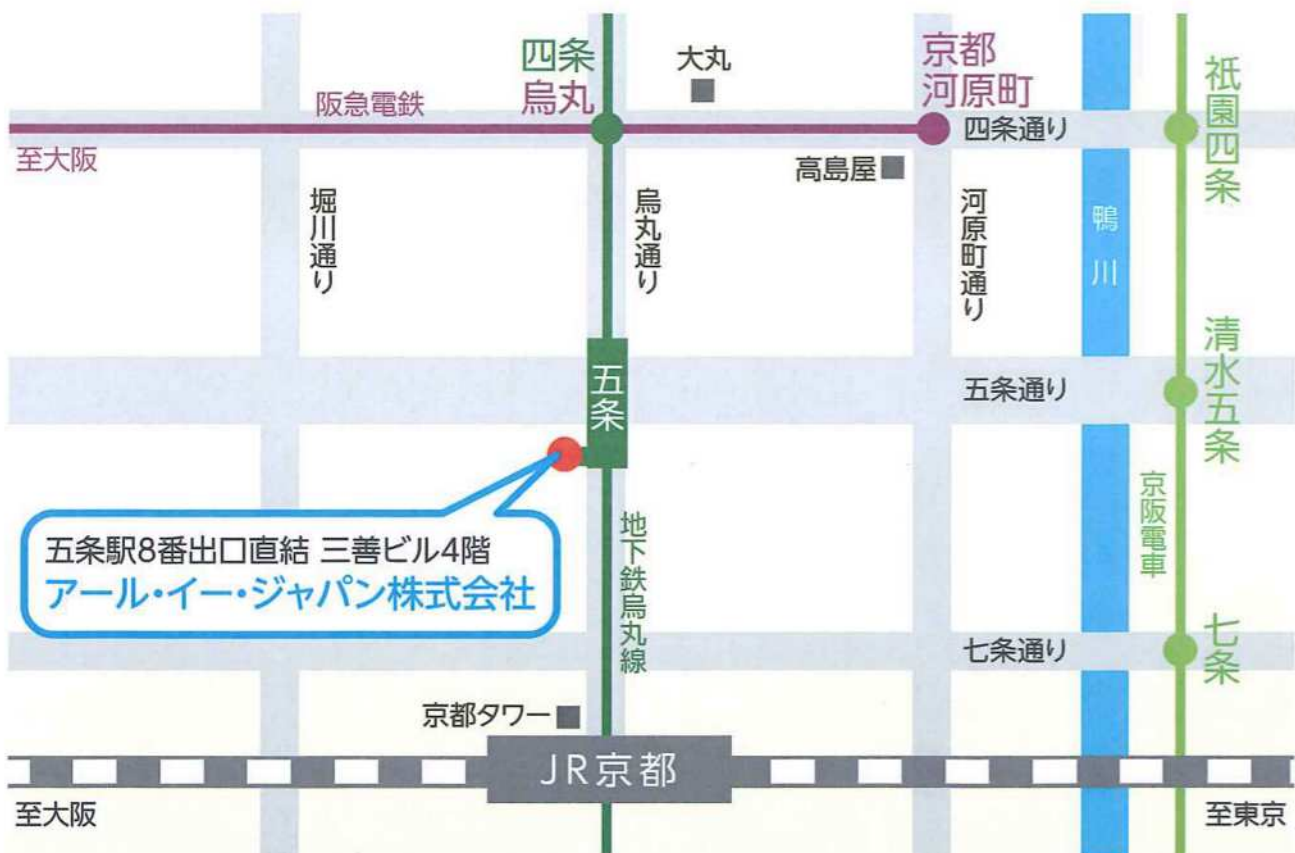 四条
烏丸
大丸
京都
河原町
祇園四条
阪急電鉄
四条通り
至大阪
高島屋
堀川通り
烏丸通り
河原町通り
鴨川
清水五条
五条
五条通り
京阪電車
五条駅8番出口直結 三善ビル4階
アール・イー・ジャパン株式会社
地下鉄烏丸線
七条通り
七条
京都タワー
JR京都
至大阪
至東京